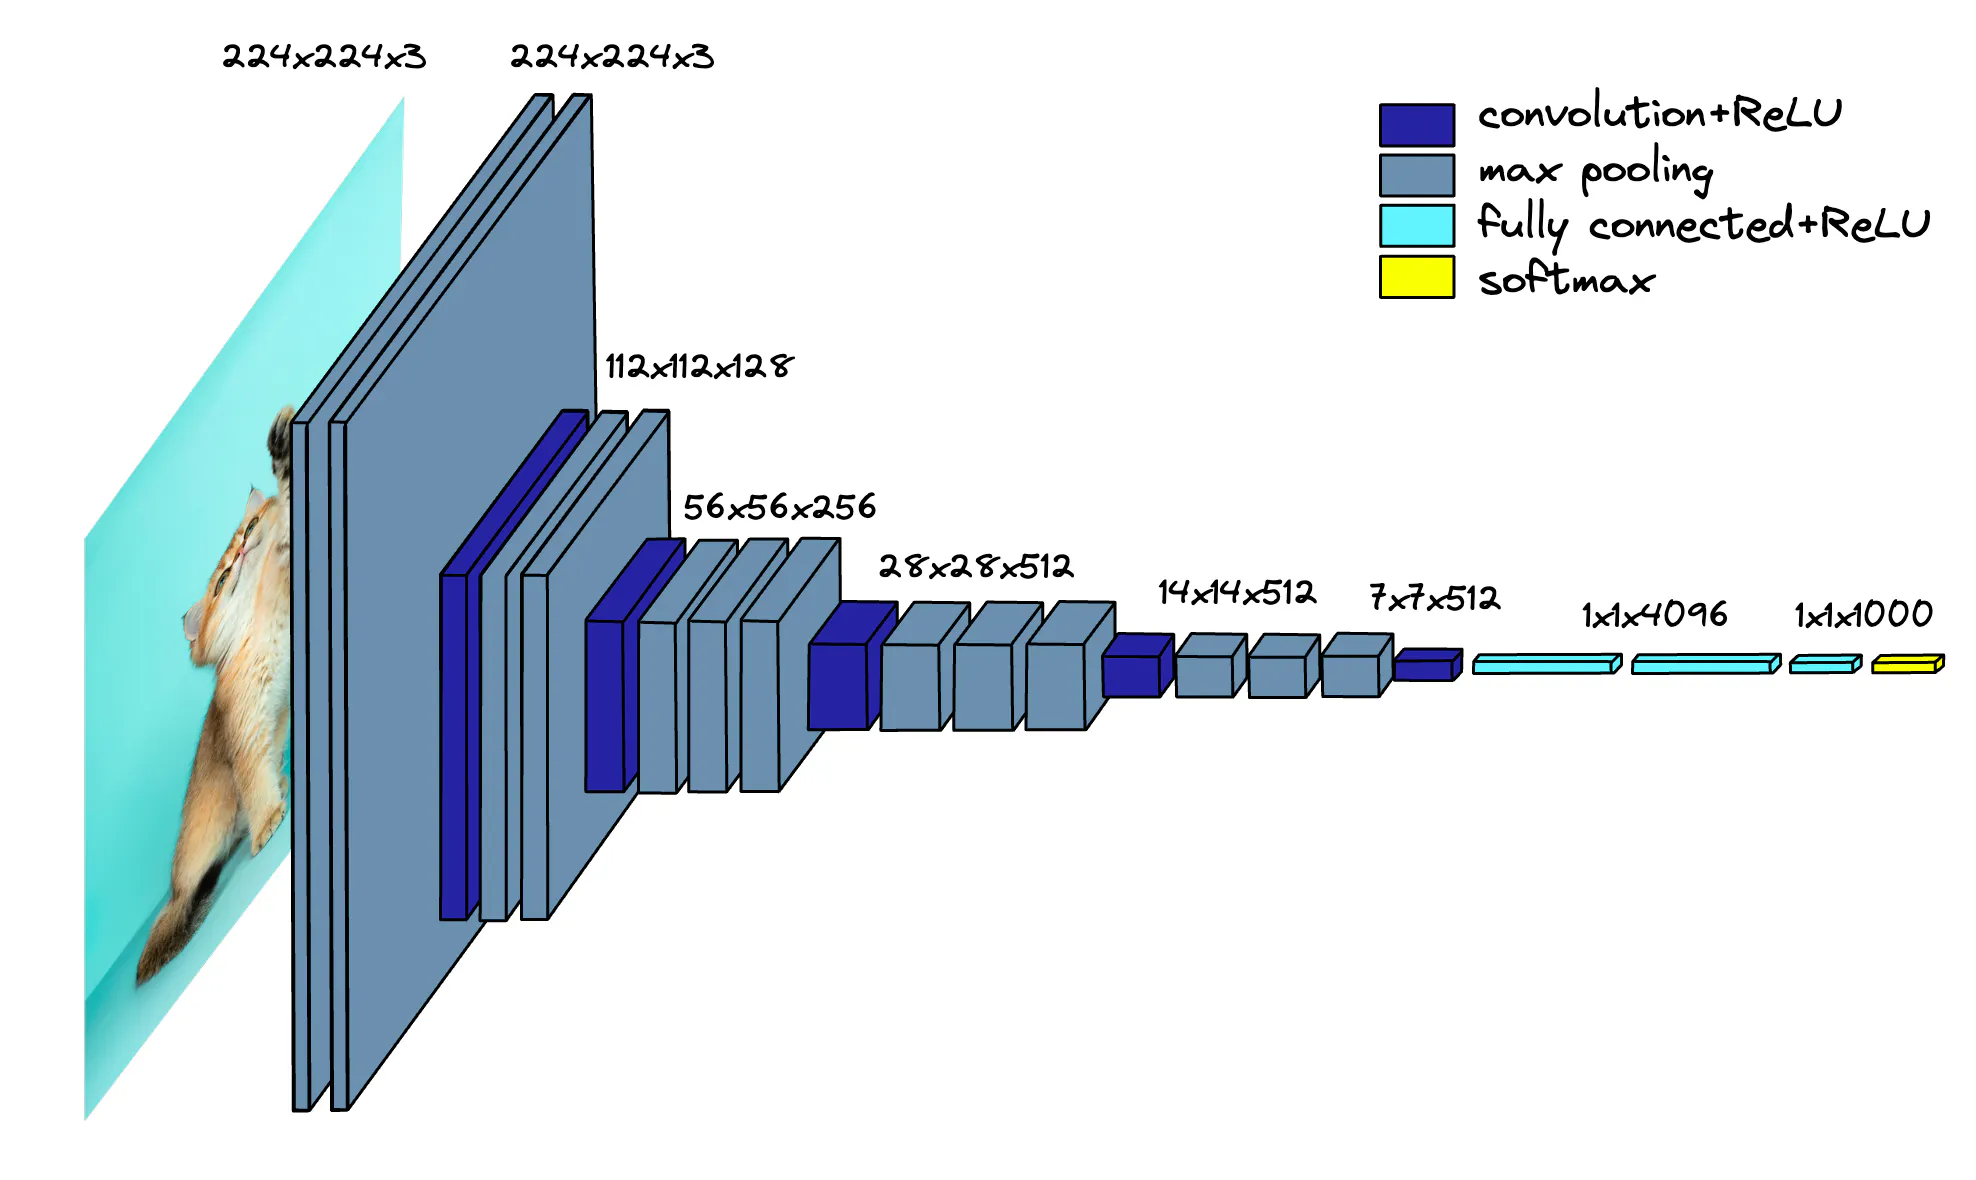 224x224x3
224x224x3
convolution+ReLU
max pooling
fully connected+ReLU
softmax
112x112x128
56x56x256
28x28x512
14x14x512
7x7x512
1x1x4096
1x1x1000